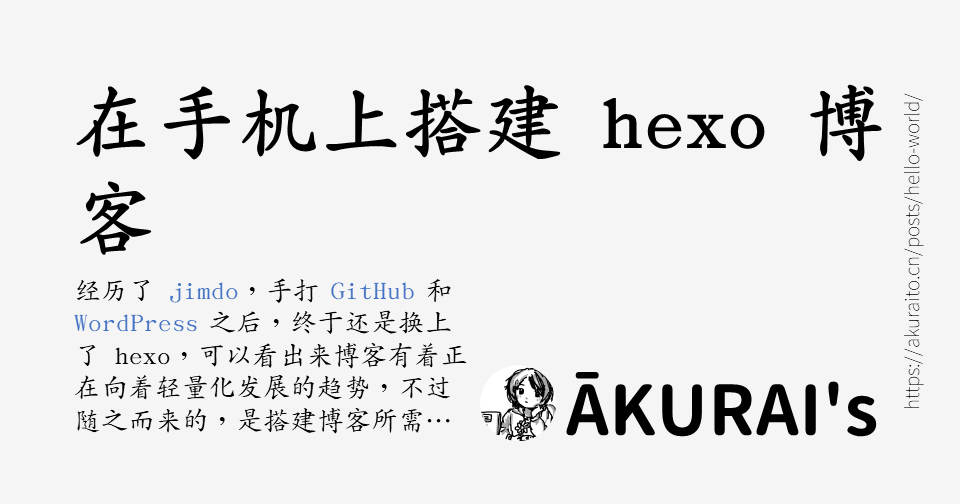 在手机上搭建 hexo 博
客
经历了 jimdo，手打 GitHub 和
WordPress 之后，终于还是换上
了 hexo，可以看出来博客有着正
在向着轻量化发展的趋势，不过
随之而来的，是搭建博客所需…
ĀKURAI's
https://akuraito.cn/posts/hello-world/